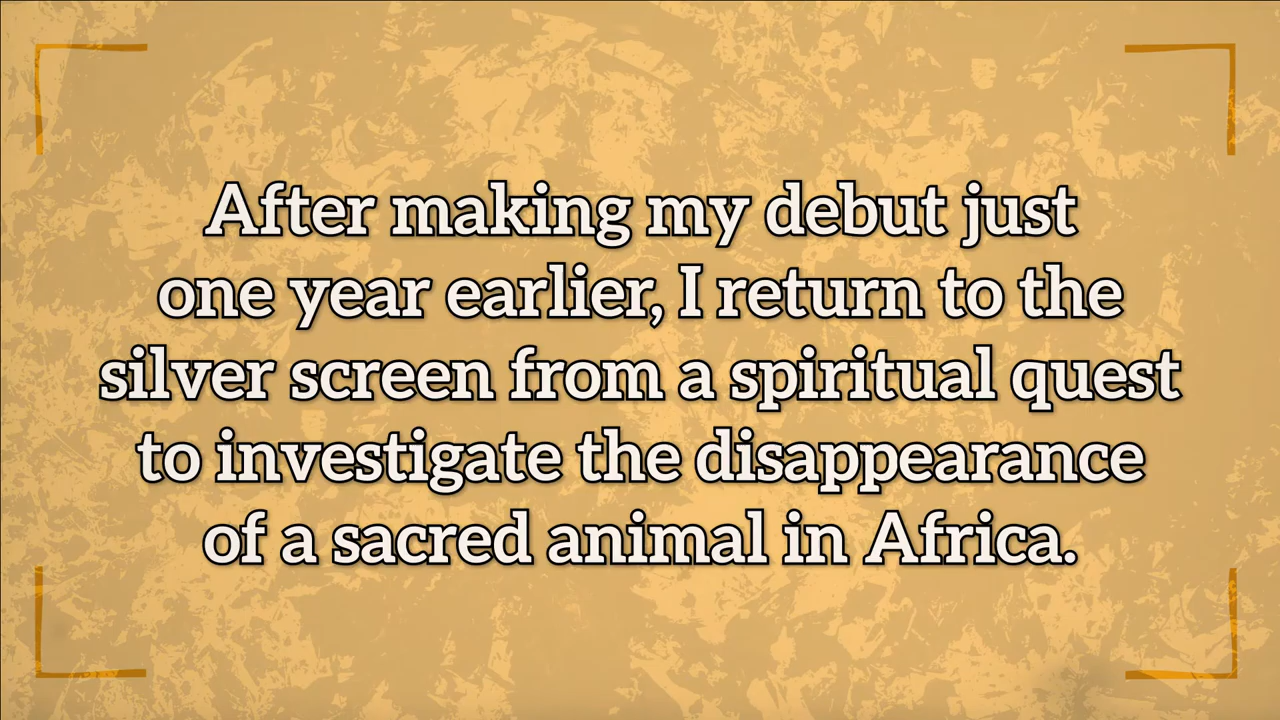 After making my debut just
one year earlier, I return to the
silver screen from a spiritual quest
to investigate the disappearance
of a sacred animal in Africa.